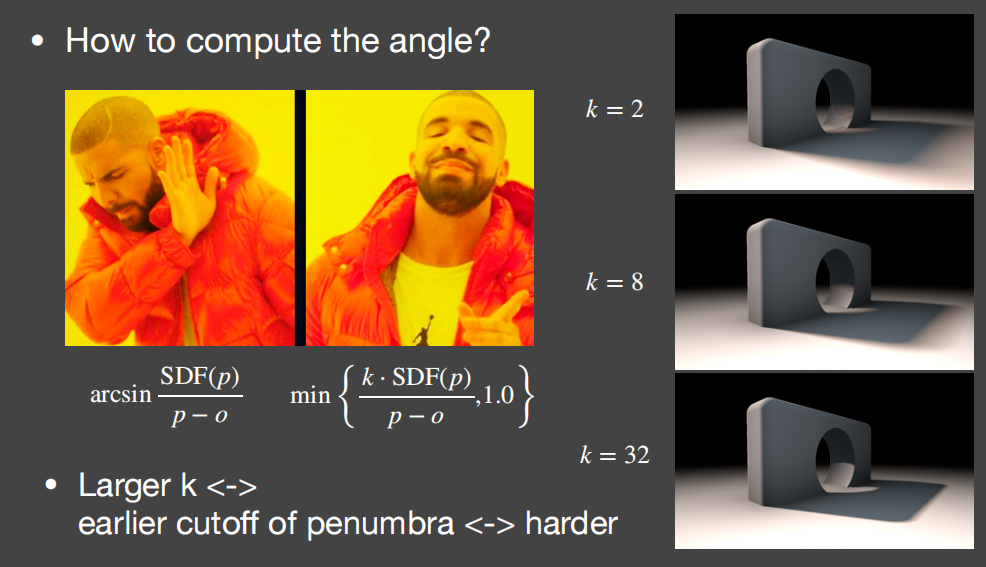 • How to compute the angle?
k = 2
k = 8
arcsin SDF(p) / p − o
min { k · SDF(p) / p − o ,1.0 }
k = 32
• Larger k <->
earlier cutoff of penumbra <-> harder